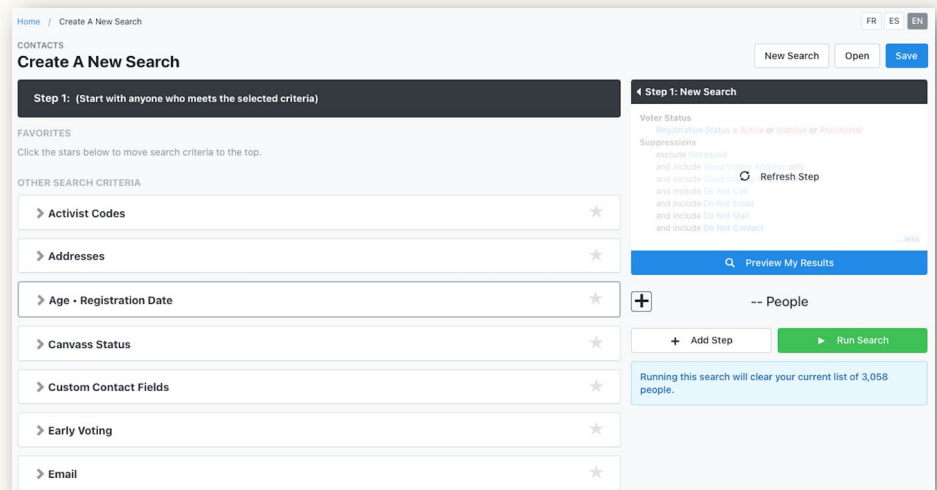 Home / Create A New Search
FR ES EN
CONTACTS
Create A New Search
New Search Open Save
Step 1: (Start with anyone who meets the selected criteria)
FAVORITES
Click the stars below to move search criteria to the top.
OTHER SEARCH CRITERIA
Activist Codes
Addresses
Age • Registration Date
Canvass Status
Custom Contact Fields
Early Voting
Email
Step 1: New Search
Voter Status
Registration Status = Active or Inactive or Provisional
Suppressions
exclude Deceased
and include Good Voting Address only
and include Good
Refresh Step
and include Do Not Call
and include Do Not Email
and include Do Not Mail
and include Do Not Contact
...less
Preview My Results
-- People
+ Add Step
Run Search
Running this search will clear your current list of 3,058
people.